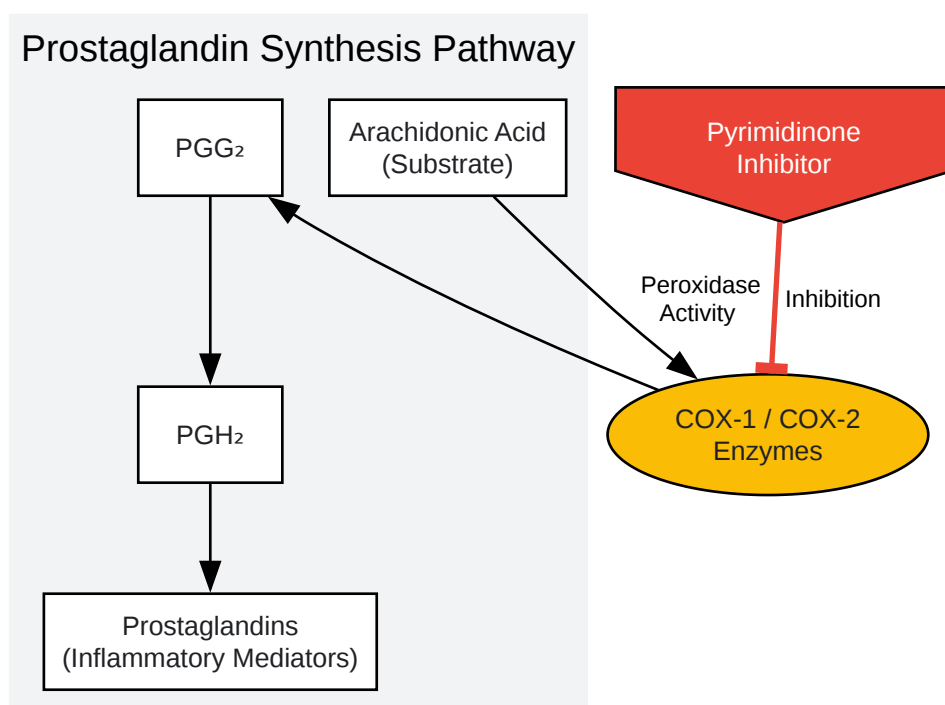 Prostaglandin Synthesis Pathway
PGG₂
Arachidonic Acid
(Substrate)
Pyrimidinone
Inhibitor
Peroxidase
Activity
Inhibition
PGH₂
COX-1 / COX-2
Enzymes
Prostaglandins
(Inflammatory Mediators)